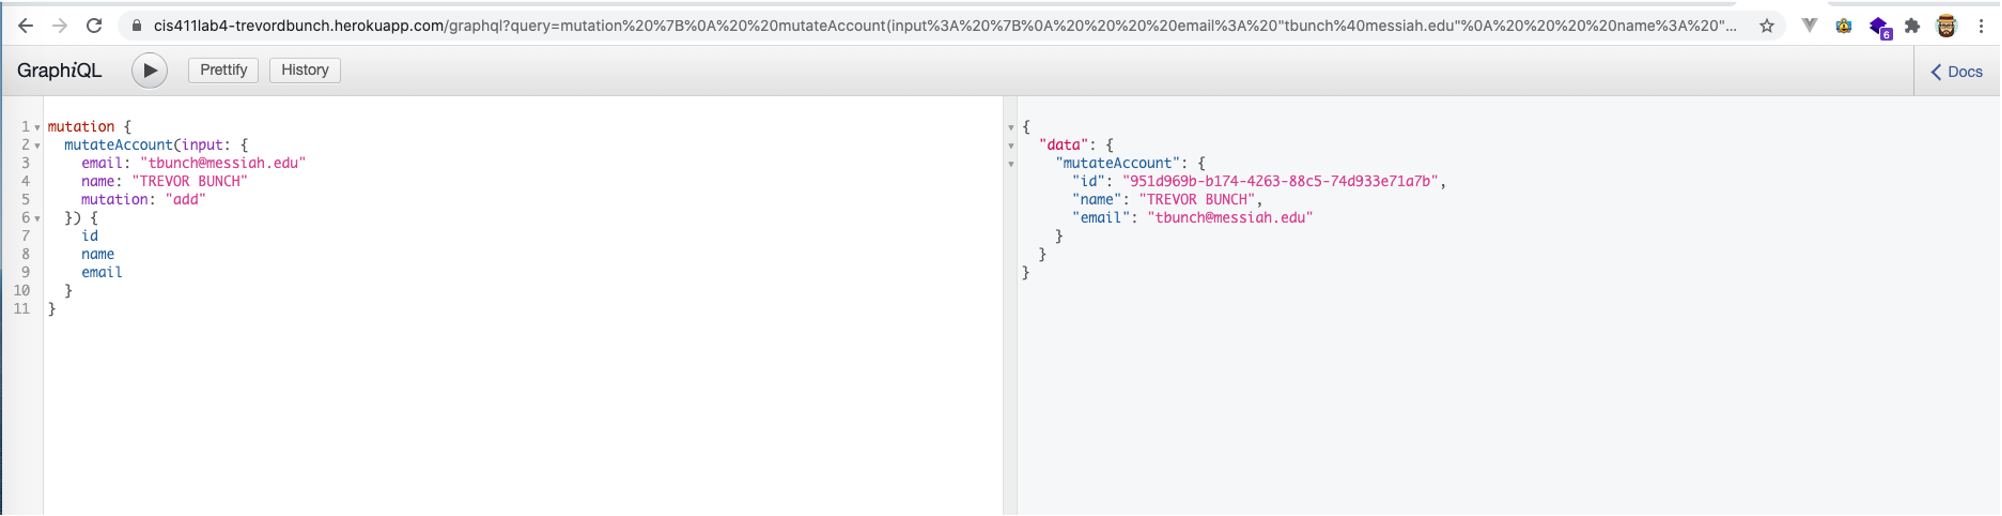 cis411lab4-trevordbunch.herokuapp.com/graphql?query=mutation%20%7B%0A%20%20mutateAccount(input%3A%20%7B%0A%20%20%20%20email%3A%20"tbunch%40messiah.edu"%0A%20%20%20%20name%3A%20"...
6
GraphiQL
Prettify
History
Docs
1 mutation {
2 mutateAccount(input: {
3 email: "tbunch@messiah.edu"
4 name: "TREVOR BUNCH"
5 mutation: "add"
6 }) {
7 id
8 name
9 email
10 }
11 }
{
"data": {
"mutateAccount": {
"id": "951d969b-b174-4263-88c5-74d933e71a7b",
"name": "TREVOR BUNCH",
"email": "tbunch@messiah.edu"
}
}
}